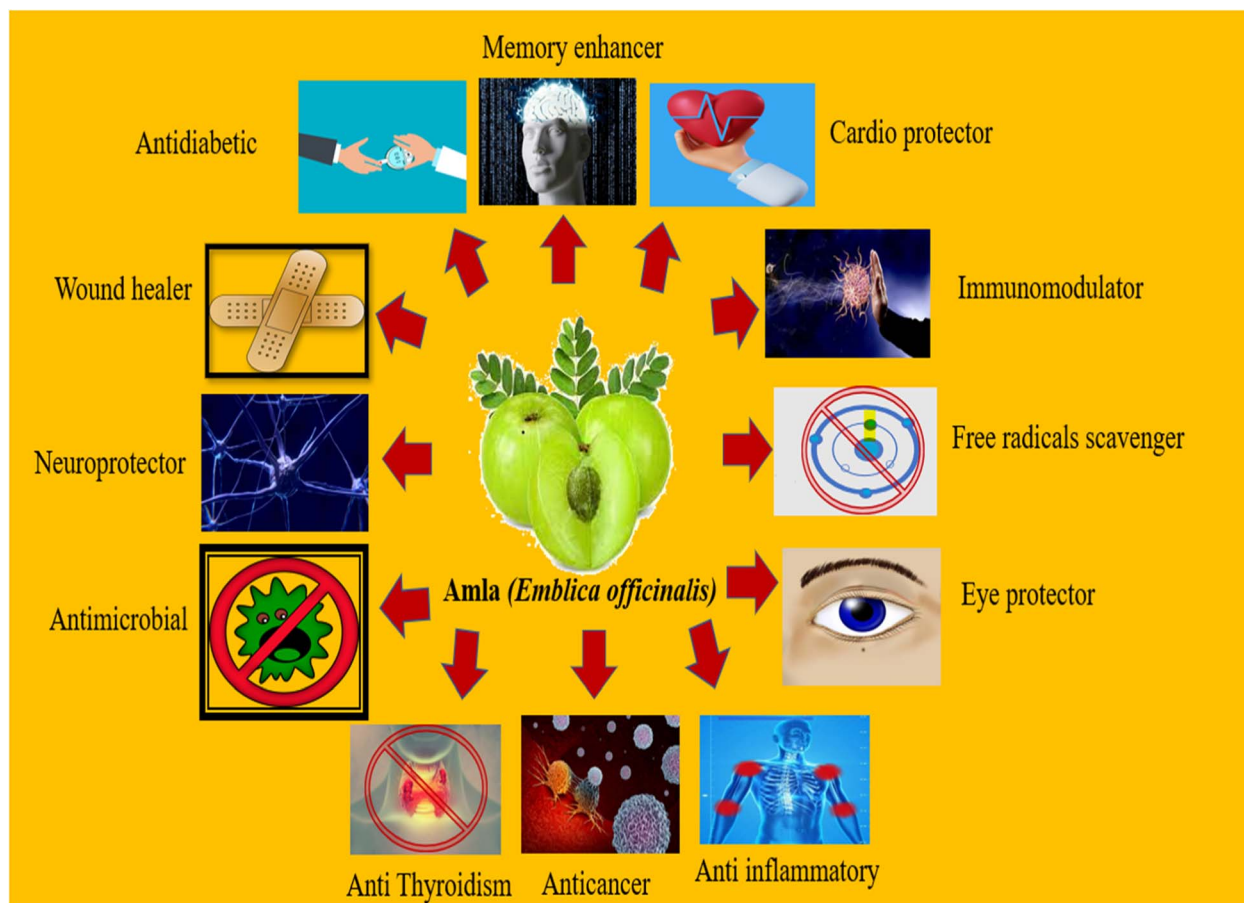 Memory enhancer
Antidiabetic
Cardio protector
Wound healer
Immunomodulator
Neuroprotector
Free radicals scavenger
Amla (Emblica officinalis)
Antimicrobial
Eye protector
Anti Thyroidism
Anticancer
Anti inflammatory